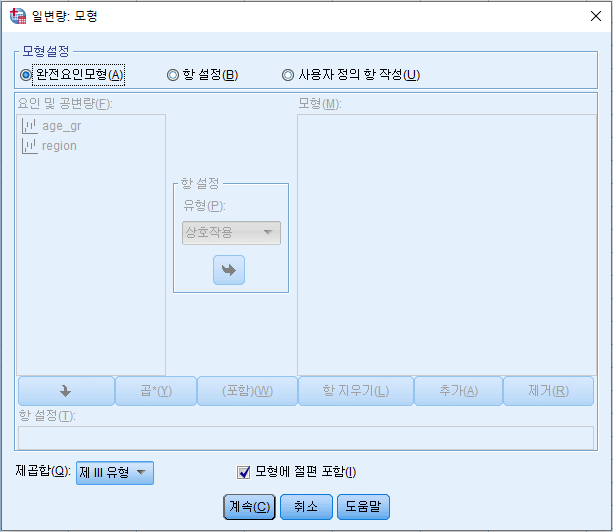 일변량: 모형
모형설정
완전요인모형(A) 항 설정(B) 사용자 정의 항 작성(U)
요인 및 공변량(F): 모형(M):
age_gr
region
항 설정
유형(P):
상호작용
곱*(Y) (포함)(W) 항 지우기(L) 추가(A) 제거(R)
항 설정(T):
제곱합(Q): 제 III 유형 모형에 절편 포함(I)
계속(C) 취소 도움말